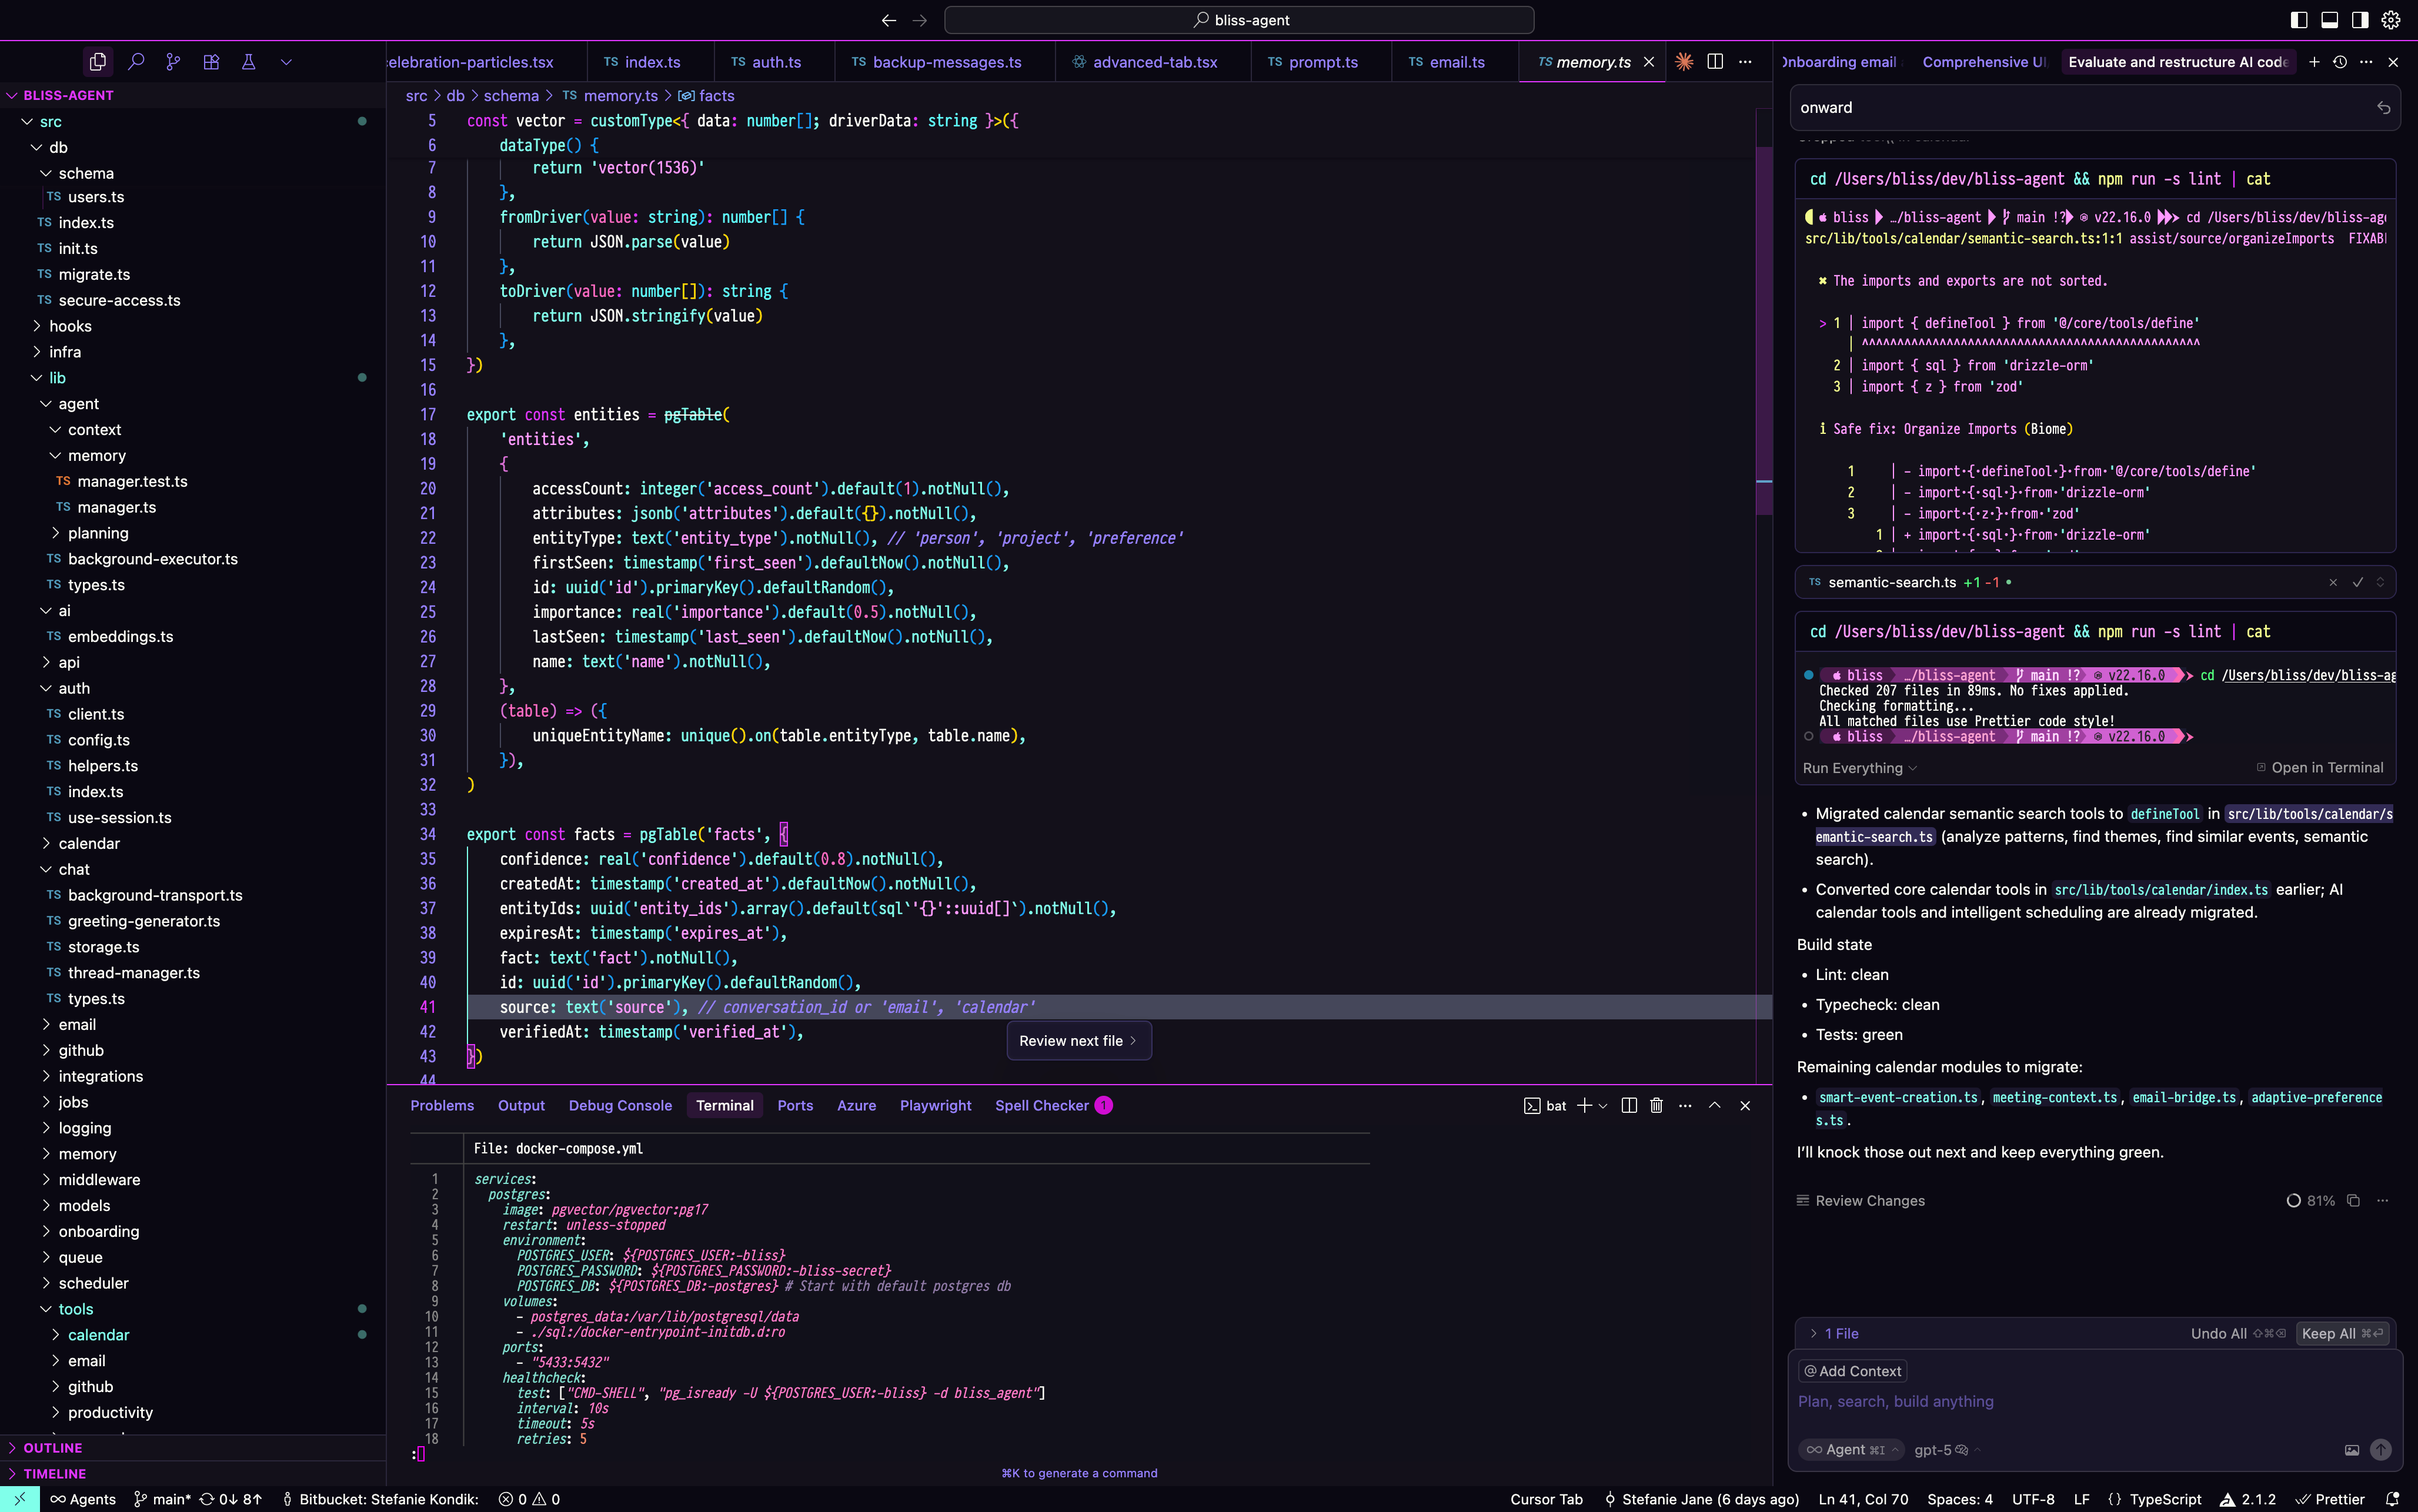 bliss-agent
BLISS-AGENT
src
db
schema
TS users.ts
TS index.ts
TS init.ts
TS migrate.ts
TS secure-access.ts
hooks
infra
lib
agent
context
memory
TS manager.test.ts
TS manager.ts
planning
TS background-executor.ts
TS types.ts
ai
TS embeddings.ts
api
auth
TS client.ts
TS config.ts
TS helpers.ts
TS index.ts
TS use-session.ts
calendar
chat
TS background-transport.ts
TS greeting-generator.ts
TS storage.ts
TS thread-manager.ts
TS types.ts
email
github
integrations
jobs
logging
memory
middleware
models
onboarding
queue
scheduler
tools
calendar
email
github
productivity
OUTLINE
TIMELINE
elebration-particles.tsx TS index.ts TS auth.ts TS backup-messages.ts advanced-tab.tsx TS prompt.ts TS email.ts TS memory.ts
src > db > schema > TS memory.ts > facts
5 const vector = customType<{ data: number[]; driverData: string }>({
6 dataType() {
7 return 'vector(1536)'
8 },
9 fromDriver(value: string): number[] {
10 return JSON.parse(value)
11 },
12 toDriver(value: number[]): string {
13 return JSON.stringify(value)
14 },
15 })
16
17 export const entities = pgTable(
18 'entities',
19 {
20 accessCount: integer('access_count').default(1).notNull(),
21 attributes: jsonb('attributes').default({}).notNull(),
22 entityType: text('entity_type').notNull(), // 'person', 'project', 'preference'
23 firstSeen: timestamp('first_seen').defaultNow().notNull(),
24 id: uuid('id').primaryKey().defaultRandom(),
25 importance: real('importance').default(0.5).notNull(),
26 lastSeen: timestamp('last_seen').defaultNow().notNull(),
27 name: text('name').notNull(),
28 },
29 (table) => ({
30 uniqueEntityName: unique().on(table.entityType, table.name),
31 }),
32 )
33
34 export const facts = pgTable('facts', {
35 confidence: real('confidence').default(0.8).notNull(),
36 createdAt: timestamp('created_at').defaultNow().notNull(),
37 entityIds: uuid('entity_ids').array().default(sql`'{}'::uuid[]`).notNull(),
38 expiresAt: timestamp('expires_at'),
39 fact: text('fact').notNull(),
40 id: uuid('id').primaryKey().defaultRandom(),
41 source: text('source'), // conversation_id or 'email', 'calendar'
42 verifiedAt: timestamp('verified_at'),
43 })
44
Review next file >
Problems Output Debug Console Terminal Ports Azure Playwright Spell Checker 1 bat
File: docker-compose.yml
1 services:
2 postgres:
3 image: pgvector/pgvector:pg17
4 restart: unless-stopped
5 environment:
6 POSTGRES_USER: ${POSTGRES_USER:-bliss}
7 POSTGRES_PASSWORD: ${POSTGRES_PASSWORD:-bliss-secret}
8 POSTGRES_DB: ${POSTGRES_DB:-postgres} # Start with default postgres db
9 volumes:
10 - postgres_data:/var/lib/postgresql/data
11 - ./sql:/docker-entrypoint-initdb.d:ro
12 ports:
13 - "5433:5432"
14 healthcheck:
15 test: ["CMD-SHELL", "pg_isready -U ${POSTGRES_USER:-bliss} -d bliss_agent"]
16 interval: 10s
17 timeout: 5s
18 retries: 5
:
⌘K to generate a command
Onboarding email Comprehensive UI Evaluate and restructure AI code
onward
cd /Users/bliss/dev/bliss-agent && npm run -s lint | cat
bliss …/bliss-agent main !? v22.16.0 cd /Users/bliss/dev/bliss-age
src/lib/tools/calendar/semantic-search.ts:1:1 assist/source/organizeImports FIXABL
✖ The imports and exports are not sorted.
> 1 | import { defineTool } from '@/core/tools/define'
| ^^^^^^^^^^^^^^^^^^^^^^^^^^^^^^^^^^^^^^^^^^^^^^^^
2 | import { sql } from 'drizzle-orm'
3 | import { z } from 'zod'
i Safe fix: Organize Imports (Biome)
1 | - import·{·defineTool·}·from·'@/core/tools/define'
2 | - import·{·sql·}·from·'drizzle-orm'
3 | - import·{·z·}·from·'zod'
1 | + import·{·sql·}·from·'drizzle-orm'
TS semantic-search.ts +1 -1 •
cd /Users/bliss/dev/bliss-agent && npm run -s lint | cat
bliss …/bliss-agent main !? v22.16.0 cd /Users/bliss/dev/bliss-ag
Checked 207 files in 89ms. No fixes applied.
Checking formatting...
All matched files use Prettier code style!
bliss …/bliss-agent main !? v22.16.0
Run Everything Open in Terminal
• Migrated calendar semantic search tools to defineTool in src/lib/tools/calendar/s
emantic-search.ts (analyze patterns, find themes, find similar events, semantic
search).
• Converted core calendar tools in src/lib/tools/calendar/index.ts earlier; AI
calendar tools and intelligent scheduling are already migrated.
Build state
• Lint: clean
• Typecheck: clean
• Tests: green
Remaining calendar modules to migrate:
• smart-event-creation.ts, meeting-context.ts, email-bridge.ts, adaptive-preference
s.ts.
I'll knock those out next and keep everything green.
Review Changes 81%
> 1 File Undo All ⇧⌘⌫ Keep All ⌘⏎
@ Add Context
Plan, search, build anything
∞ Agent ⌘I gpt-5
∞ Agents main* 0↓ 8↑ Bitbucket: Stefanie Kondik: 0 0 Cursor Tab Stefanie Jane (6 days ago) Ln 41, Col 70 Spaces: 4 UTF-8 LF {} TypeScript 2.1.2 Prettier